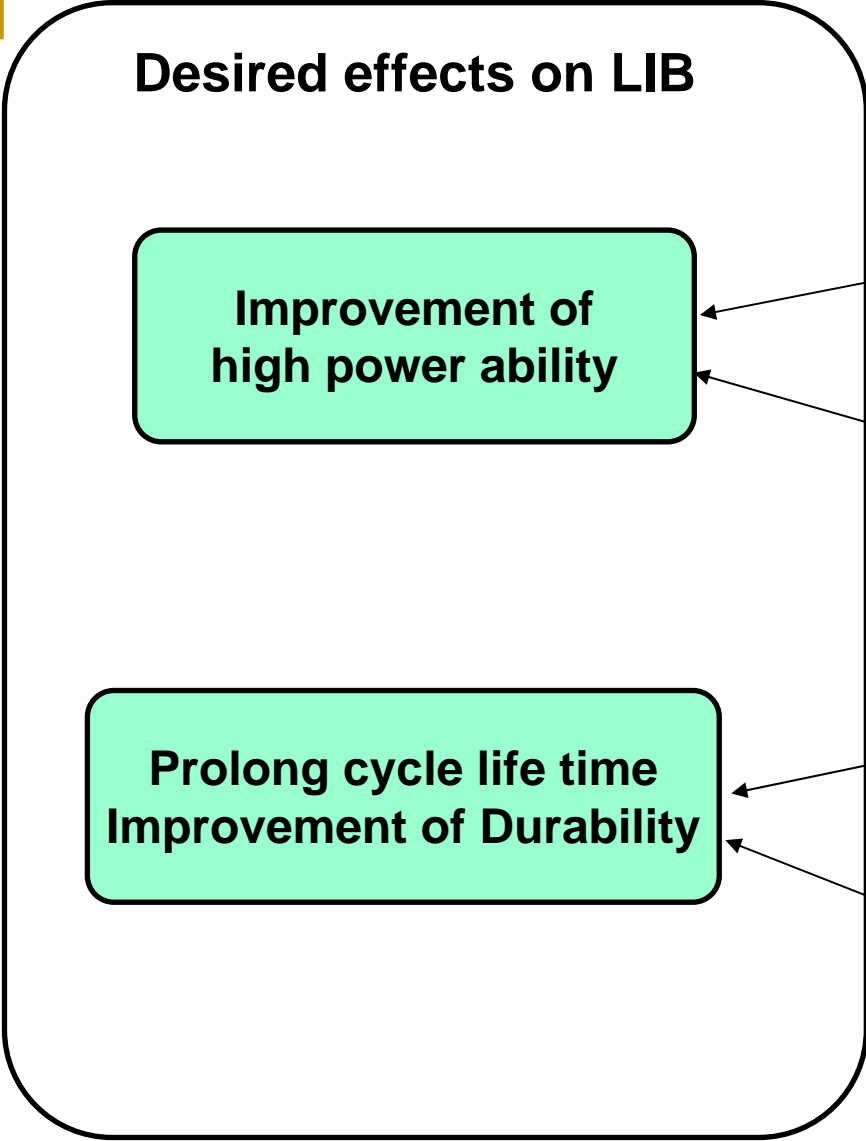 Desired effects on LIB
Improvement of
high power ability
Prolong cycle life time
Improvement of Durability